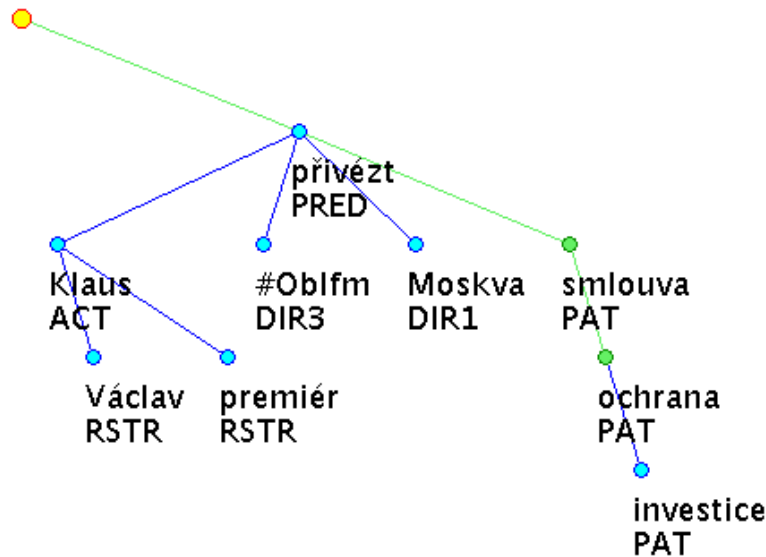 přivézt
PRED
Klaus
ACT
#Oblfm
DIR3
Moskva
DIR1
smlouva
PAT
Václav
RSTR
premiér
RSTR
ochrana
PAT
investice
PAT